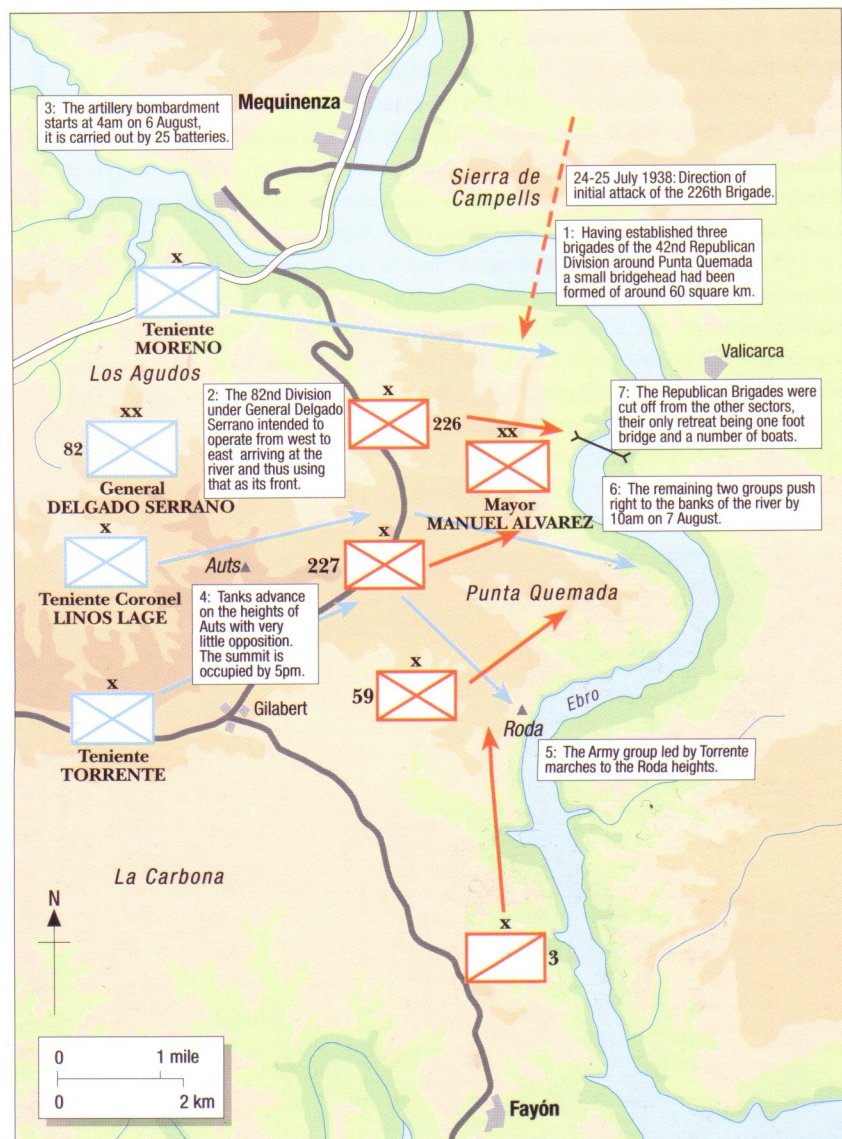 3: The artillery bombardment
starts at 4am on 6 August,
it is carried out by 25 batteries.
Mequinenza
Sierra de
Campells
24-25 July 1938: Direction of
initial attack of the 226th Brigade.
1: Having established three
brigades of the 42nd Republican
Division around Punta Quemada
a small bridgehead had been
formed of around 60 square km.
x
Teniente
MORENO
Los Agudos
Valicarca
xx
82
General
DELGADO SERRANO
2: The 82nd Division
under General Delgado
Serrano intended to
operate from west to
east arriving at the
river and thus using
that as its front.
x
226
xx
Mayor
MANUEL ALVAREZ
7: The Republican Brigades were
cut off from the other sectors,
their only retreat being one foot
bridge and a number of boats.
6: The remaining two groups push
right to the banks of the river by
10am on 7 August.
x
Teniente Coronel
LINOS LAGE
Auts
x
227
4: Tanks advance
on the heights of
Auts with very
little opposition.
The summit is
occupied by 5pm.
Punta Quemada
x
59
x
Teniente
TORRENTE
Gilabert
Roda
Ebro
5: The Army group led by Torrente
marches to the Roda heights.
La Carbona
x
3
N
0 1 mile
0 2 km
Fayón